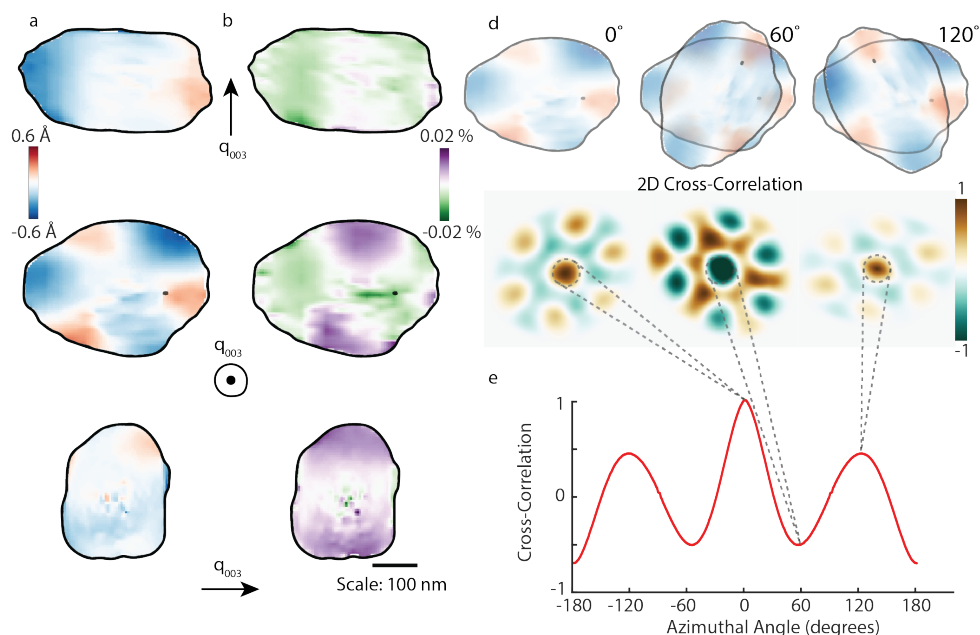 a
b
d
0°
60°
120°
0.6 Å
-0.6 Å
q003
0.02 %
-0.02 %
2D Cross-Correlation
1
-1
q003
e
1
0
-1
Cross-Correlation
-180 -120 -60 0 60 120 180
Azimuthal Angle (degrees)
q003
Scale: 100 nm